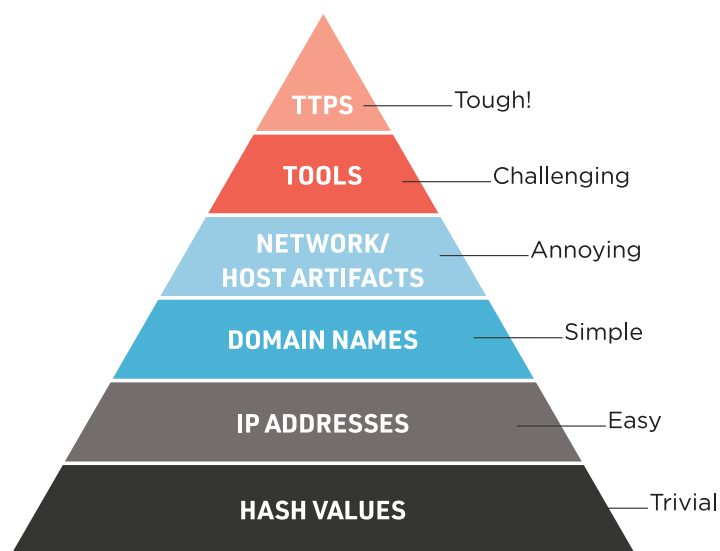 TTPS
Tough!
TOOLS
Challenging
NETWORK/
HOST ARTIFACTS
Annoying
DOMAIN NAMES
Simple
IP ADDRESSES
Easy
HASH VALUES
Trivial